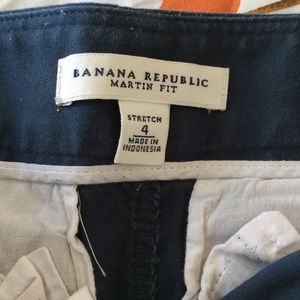 BANANA REPUBLIC
MARTIN FIT
STRETCH
4
MADE IN
INDONESIA